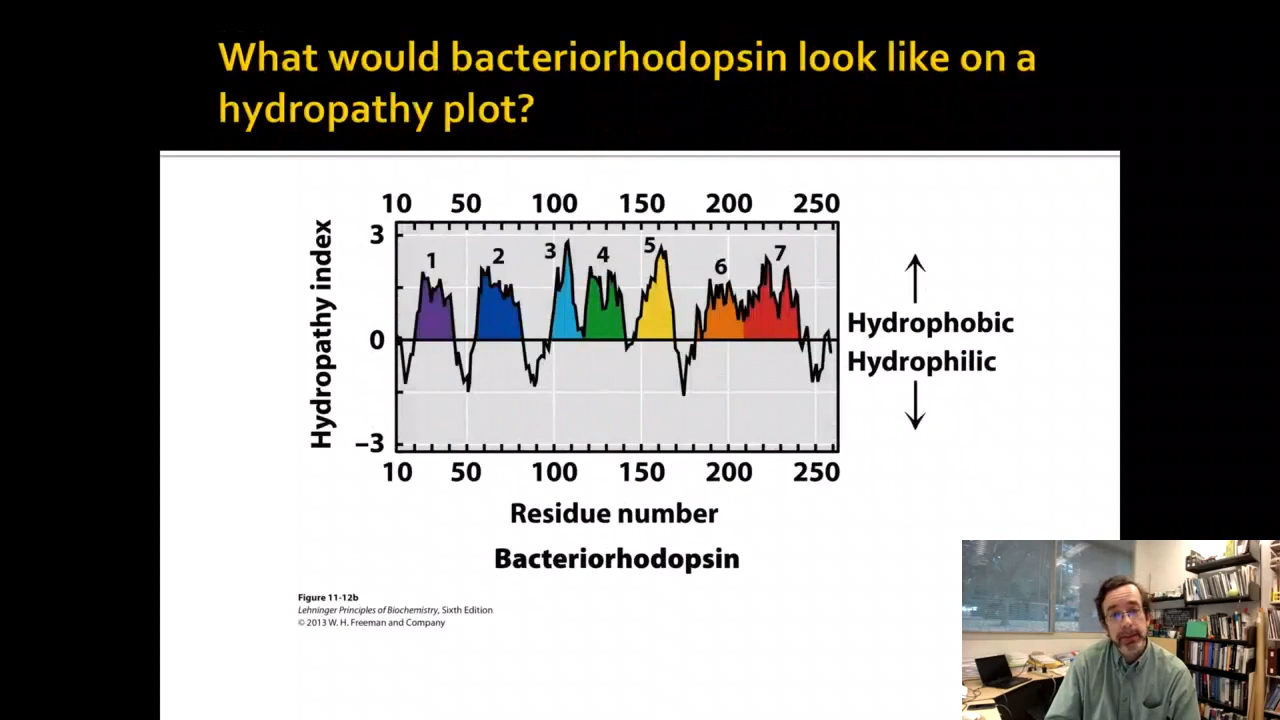 What would bacteriorhodopsin look like on a
hydropathy plot?
10 50 100 150 200 250
Hydropathy index
3
0
–3
1
2
3
4
5
6
7
Hydrophobic
Hydrophilic
10 50 100 150 200 250
Residue number
Bacteriorhodopsin
Figure 11-12b
Lehninger Principles of Biochemistry, Sixth Edition
© 2013 W. H. Freeman and Company